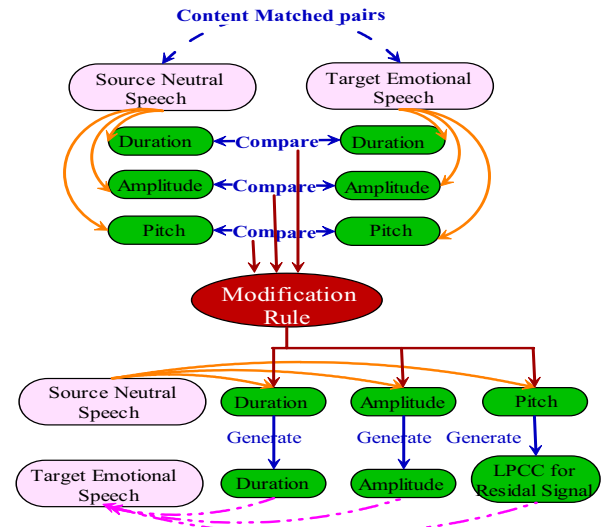 Content Matched pairs
Source Neutral
Speech
Target Emotional
Speech
Duration
Compare
Duration
Amplitude
Compare
Amplitude
Pitch
Compare
Pitch
Modification
Rule
Source Neutral
Speech
Duration
Amplitude
Pitch
Generate
Generate
Generate
Target Emotional
Speech
Duration
Amplitude
LPCC for
Residal Signal